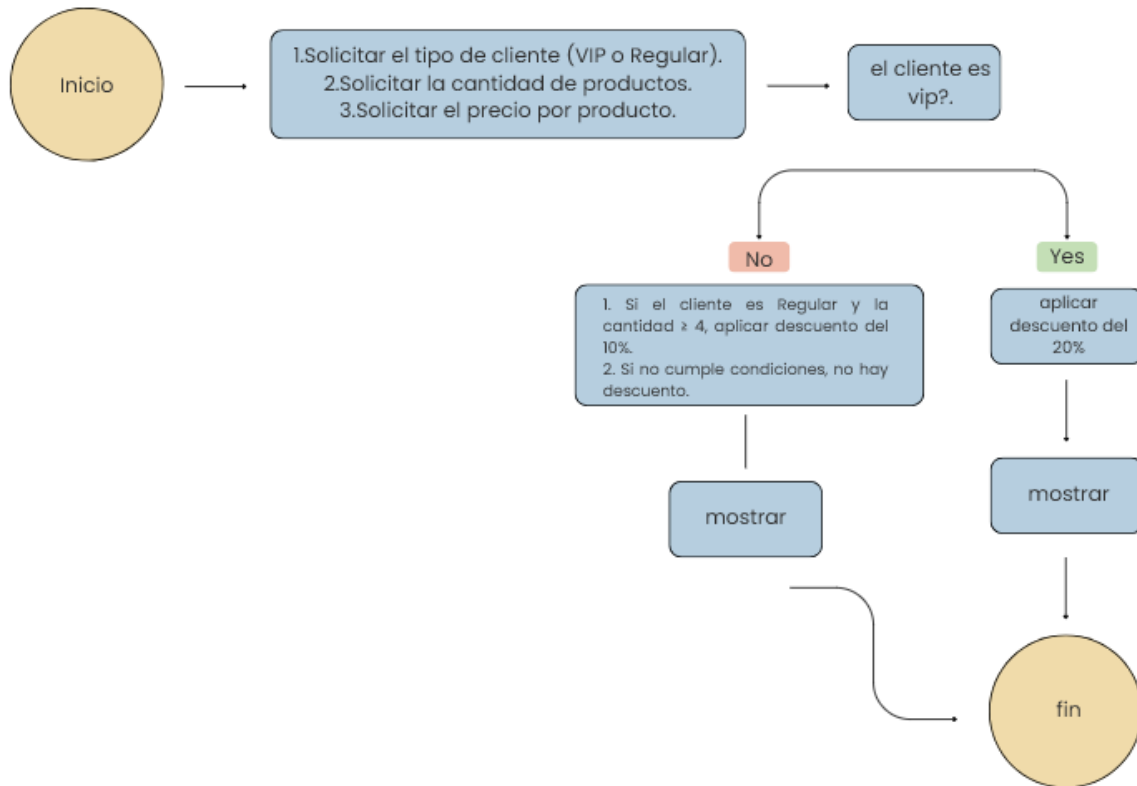 Inicio
1.Solicitar el tipo de cliente (VIP o Regular).
2.Solicitar la cantidad de productos.
3.Solicitar el precio por producto.
el cliente es
vip?.
No
Yes
1. Si el cliente es Regular y la
cantidad ≥ 4, aplicar descuento del
10%.
2. Si no cumple condiciones, no hay
descuento.
aplicar
descuento del
20%
mostrar
mostrar
fin